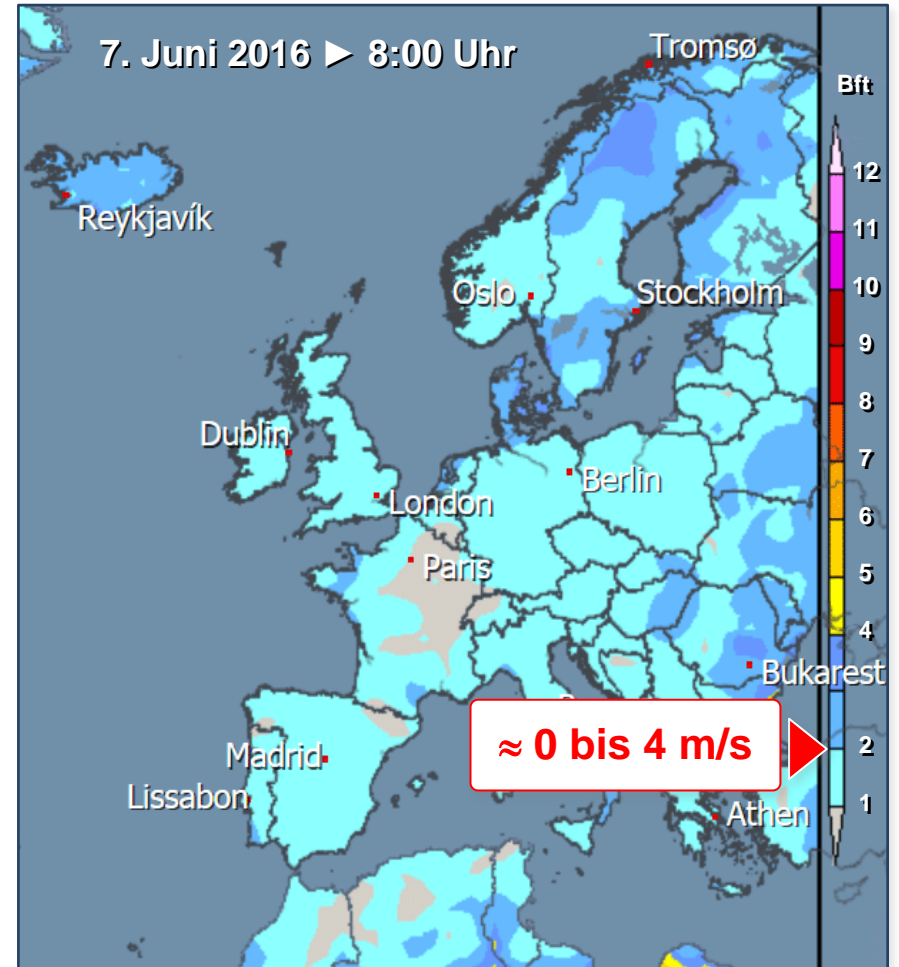 7. Juni 2016 ► 8:00 Uhr
Tromsø
Bft
12
Reykjavík
11
10
Oslo
Stockholm
9
8
Dublin
7
Berlin
London
6
Paris
5
4
Bukarest
≈ 0 bis 4 m/s
2
Madrid
Lissabon
1
Athen